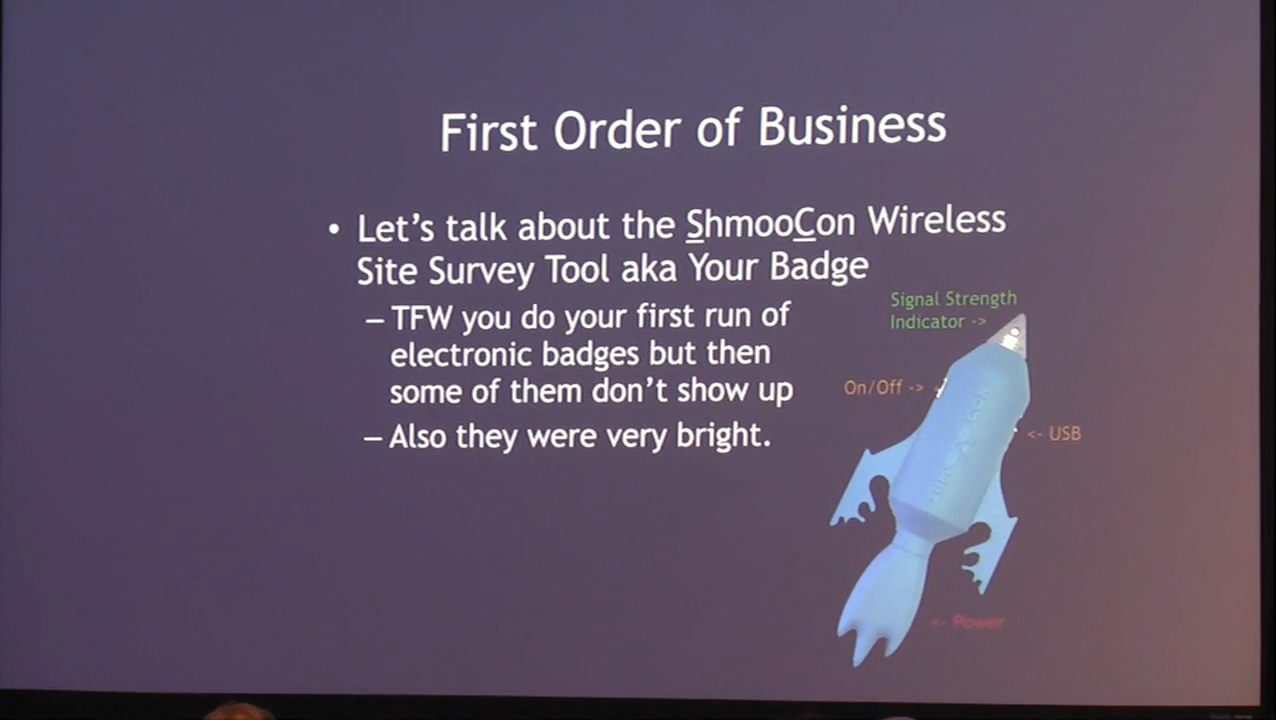 First Order of Business
• Let's talk about the ShmooCon Wireless
Site Survey Tool aka Your Badge
– TFW you do your first run of
electronic badges but then
some of them don't show up
– Also they were very bright.
Signal Strength
Indicator ->
On/Off ->
<- USB
<- Power